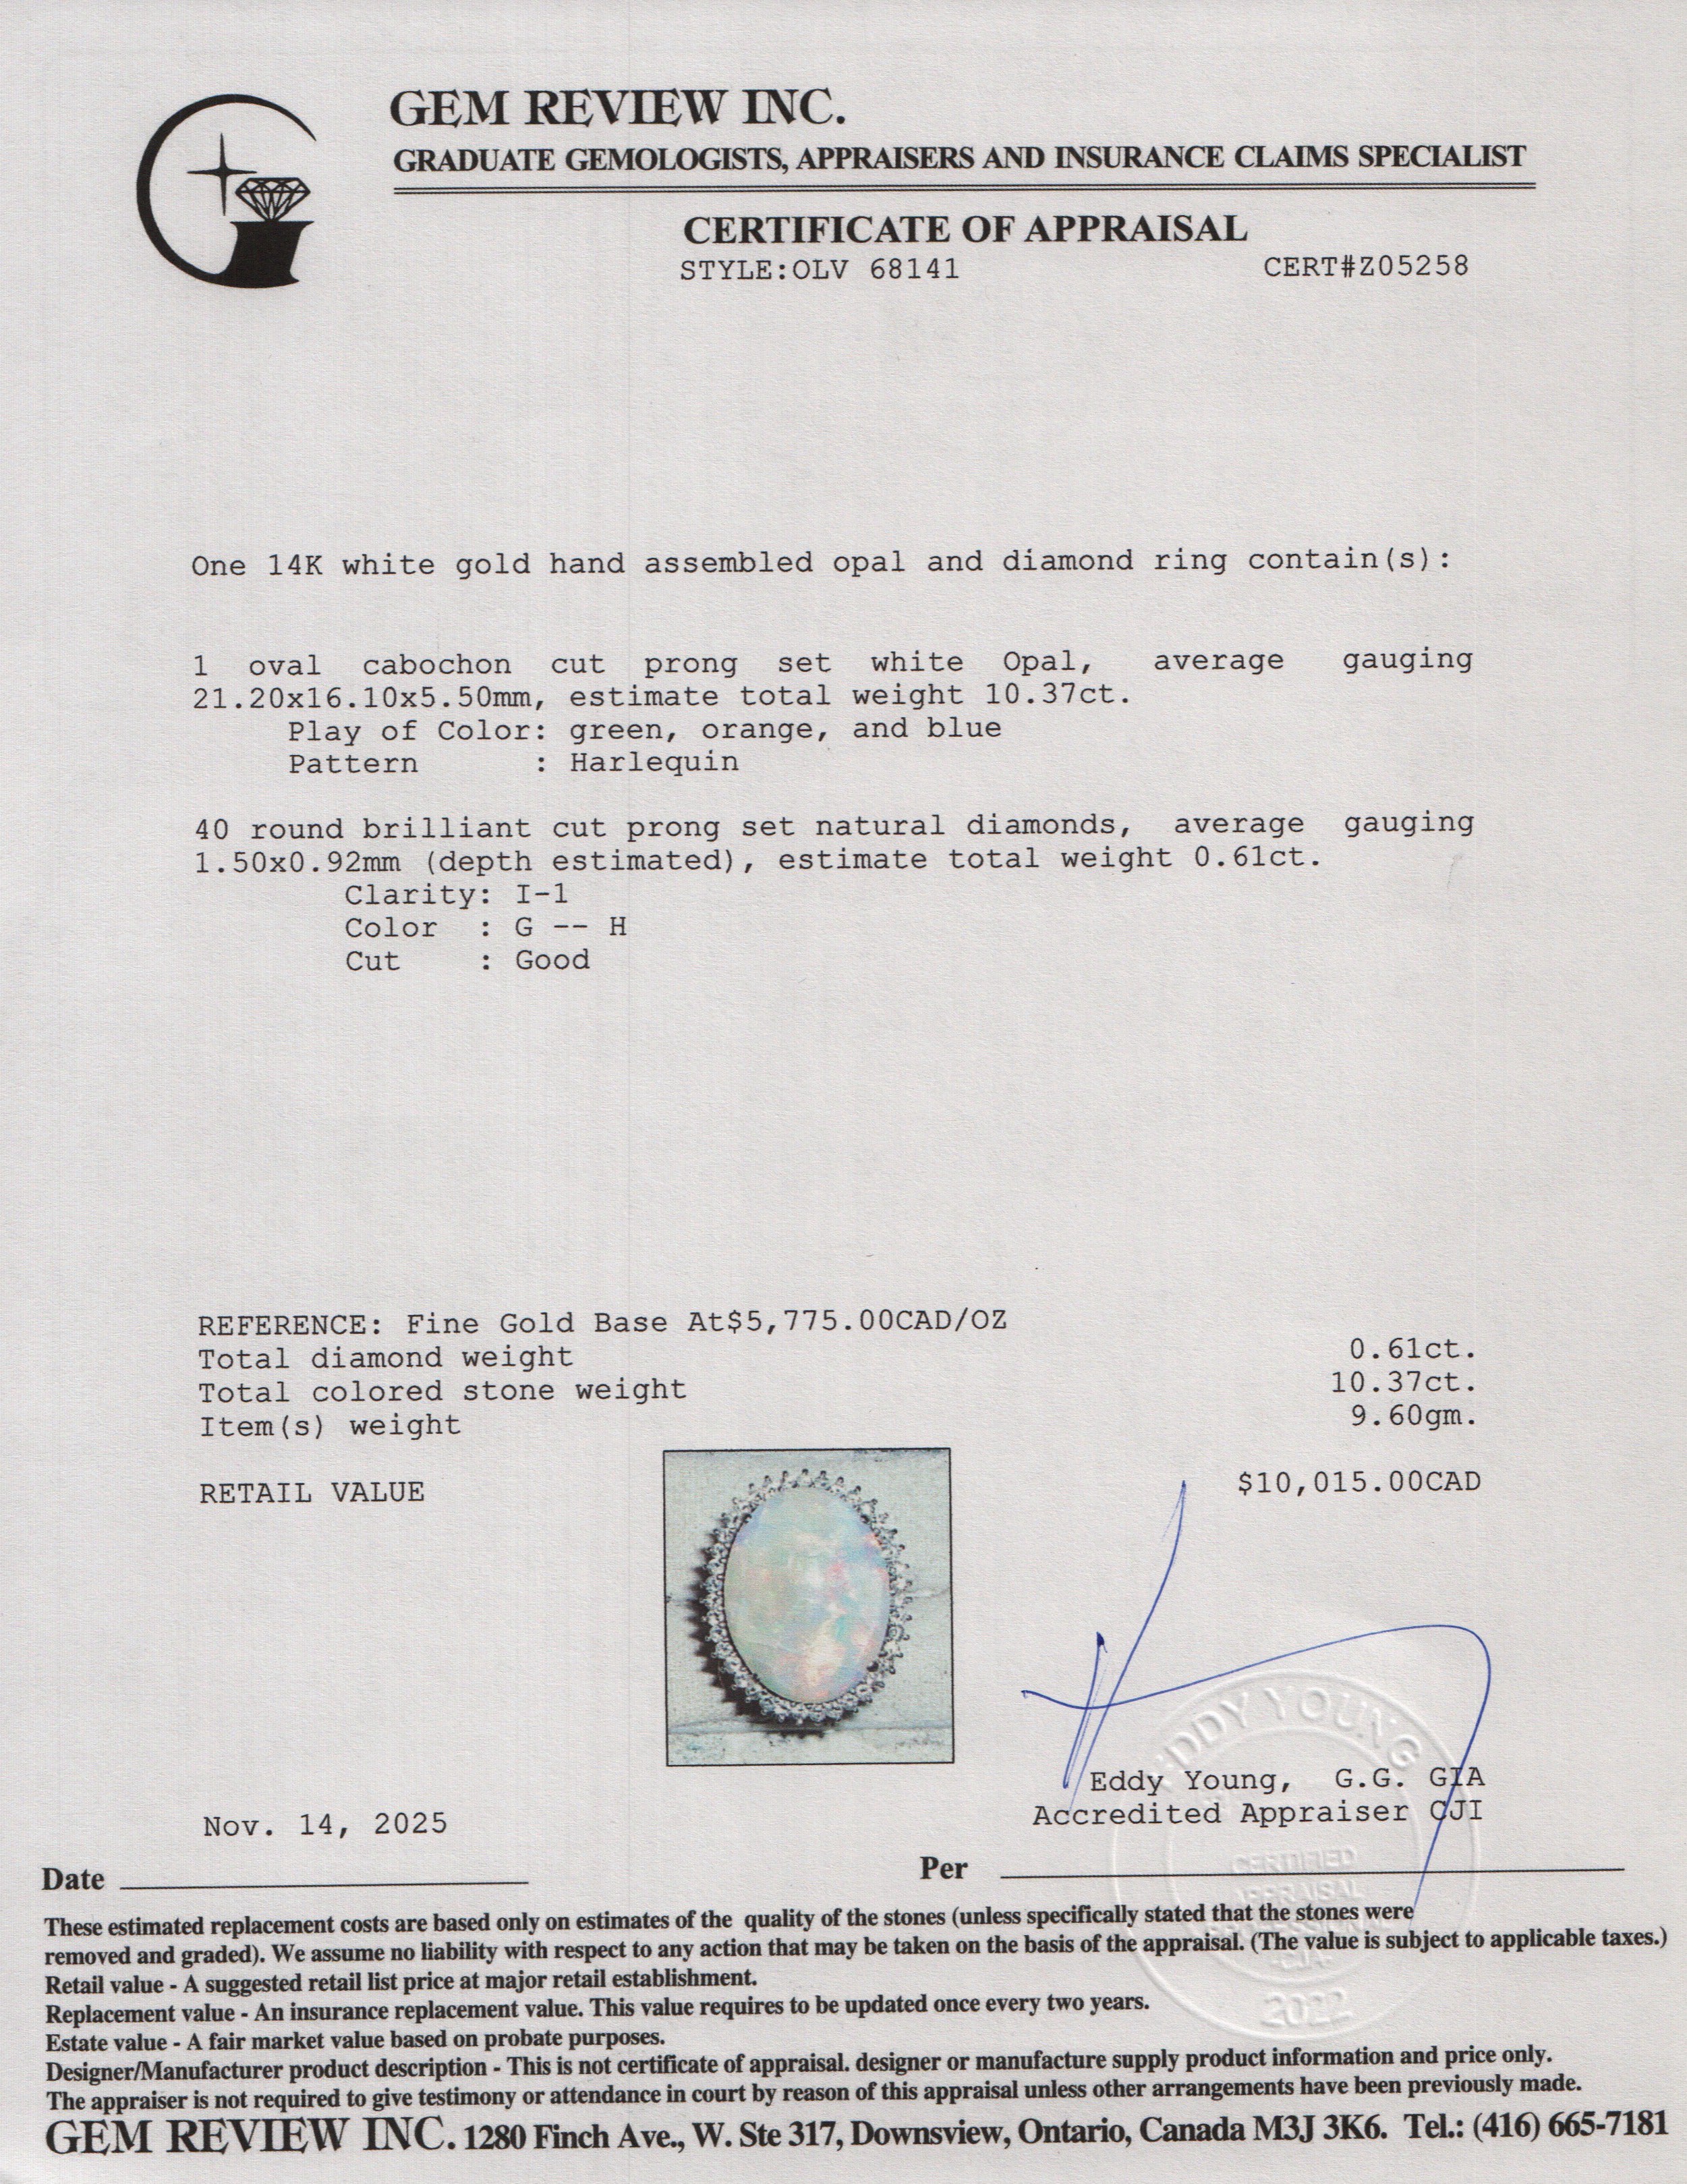 GEM REVIEW INC.
GRADUATE GEMOLOGISTS, APPRAISERS AND INSURANCE CLAIMS SPECIALIST
CERTIFICATE OF APPRAISAL
STYLE:OLV 68141 CERT#Z05258
One 14K white gold hand assembled opal and diamond ring contain(s):
1 oval cabochon cut prong set white Opal, average gauging
21.20x16.10x5.50mm, estimate total weight 10.37ct.
Play of Color: green, orange, and blue
Pattern : Harlequin
40 round brilliant cut prong set natural diamonds, average gauging
1.50x0.92mm (depth estimated), estimate total weight 0.61ct.
Clarity: I-1
Color : G -- H
Cut : Good
REFERENCE: Fine Gold Base At$5,775.00CAD/OZ
Total diamond weight 0.61ct.
Total colored stone weight 10.37ct.
Item(s) weight 9.60gm.
RETAIL VALUE $10,015.00CAD
EDDY YOUNG
Eddy Young, G.G. GIA
Accredited Appraiser CJI
Nov. 14, 2025
CERTIFIED
APPRAISAL
2022
Date Per
These estimated replacement costs are based only on estimates of the quality of the stones (unless specifically stated that the stones were
removed and graded). We assume no liability with respect to any action that may be taken on the basis of the appraisal. (The value is subject to applicable taxes.)
Retail value - A suggested retail list price at major retail establishment.
Replacement value - An insurance replacement value. This value requires to be updated once every two years.
Estate value - A fair market value based on probate purposes.
Designer/Manufacturer product description - This is not certificate of appraisal. designer or manufacture supply product information and price only.
The appraiser is not required to give testimony or attendance in court by reason of this appraisal unless other arrangements have been previously made.
GEM REVIEW INC. 1280 Finch Ave., W. Ste 317, Downsview, Ontario, Canada M3J 3K6. Tel.: (416) 665-7181